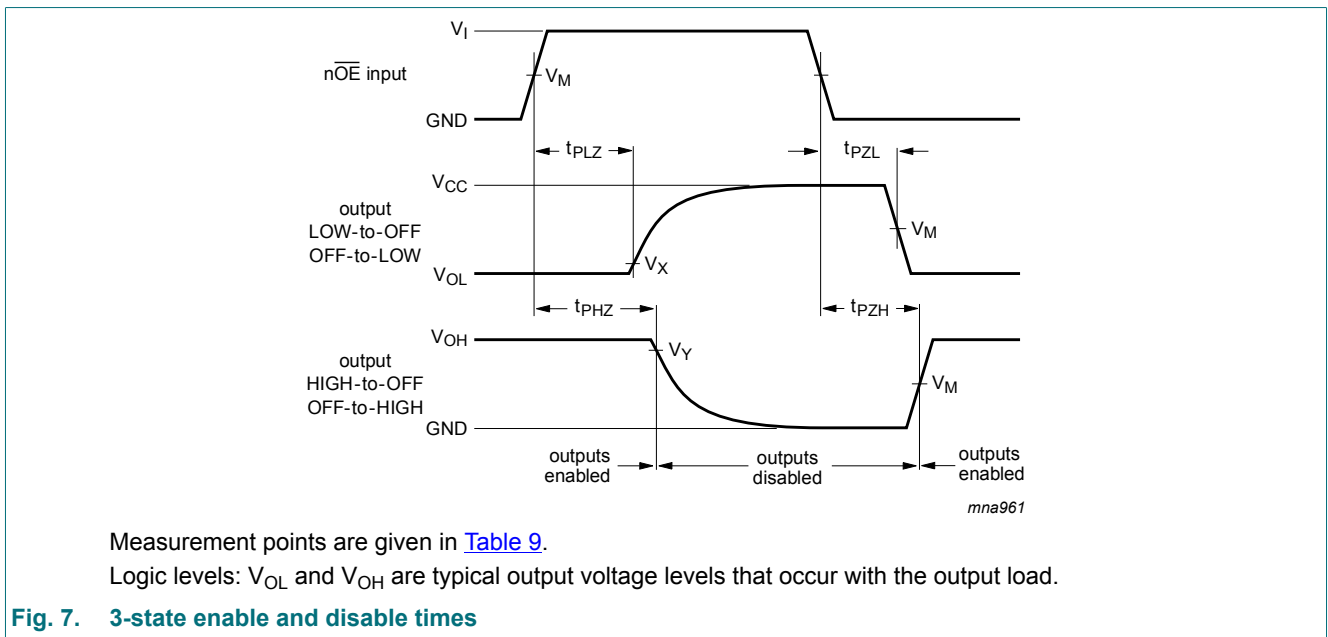 V_I
nOE input
V_M
GND
t_PLZ
t_PZL
V_CC
output
LOW-to-OFF
OFF-to-LOW
V_M
V_X
V_OL
t_PHZ
t_PZH
V_OH
output
HIGH-to-OFF
OFF-to-HIGH
V_Y
V_M
GND
outputs
enabled
outputs
disabled
outputs
enabled
mna961
Measurement points are given in Table 9.
Logic levels: V_OL and V_OH are typical output voltage levels that occur with the output load.
Fig. 7. 3-state enable and disable times